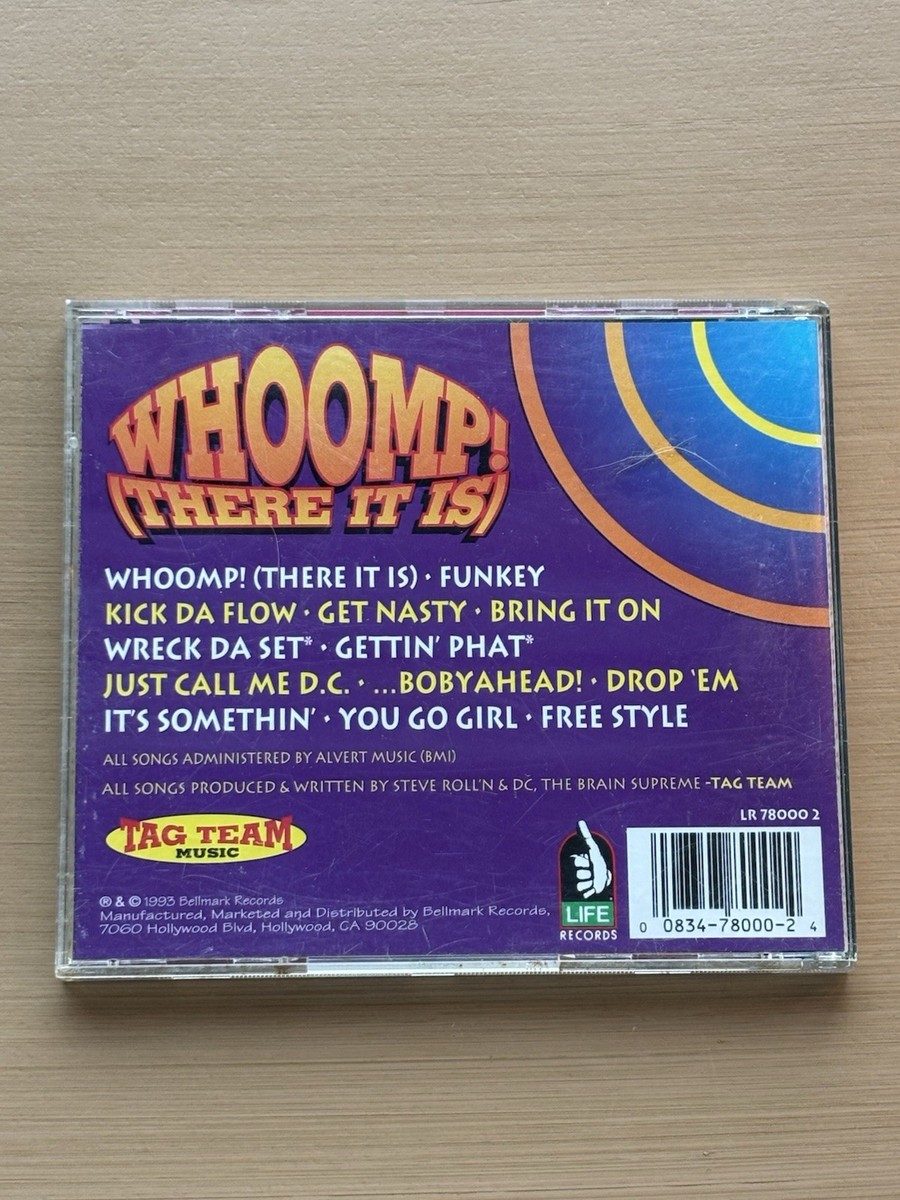 WHOOMP!
(THERE IT IS)
WHOOMP! (THERE IT IS) · FUNKEY
KICK DA FLOW · GET NASTY · BRING IT ON
WRECK DA SET* · GETTIN' PHAT*
JUST CALL ME D.C. · ...BOBYAHEAD! · DROP 'EM
IT'S SOMETHIN' · YOU GO GIRL · FREE STYLE
ALL SONGS ADMINISTERED BY ALVERT MUSIC (BMI)
ALL SONGS PRODUCED & WRITTEN BY STEVE ROLL'N & DC, THE BRAIN SUPREME -TAG TEAM
LR 78000 2
TAG TEAM
MUSIC
® & © 1993 Bellmark Records
Manufactured, Marketed and Distributed by Bellmark Records,
7060 Hollywood Blvd, Hollywood, CA 90028
LIFE
RECORDS
0 0834-78000-2 4